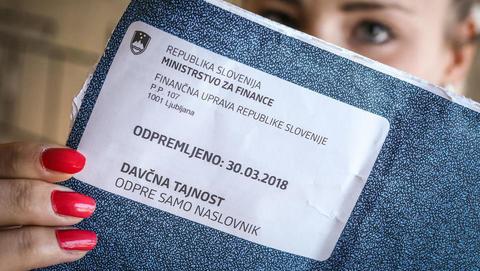 REPUBLIKA SLOVENIJA
MINISTRSTVO ZA FINANCE
FINANČNA UPRAVA REPUBLIKE SLOVENIJE
P.P. 107
1001 Ljubljana
ODPREMLJENO: 30.03.2018
DAVČNA TAJNOST
ODPRE SAMO NASLOVNIK